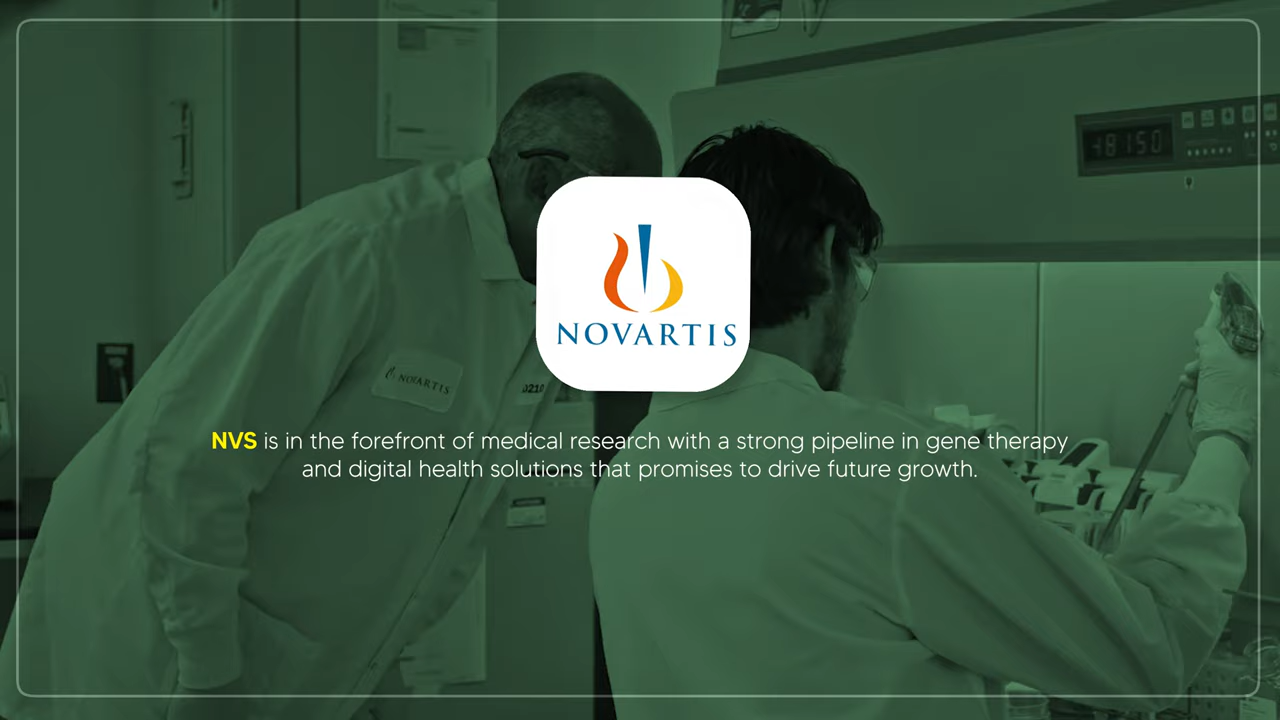 48150
NOVARTIS
NOVARTIS
0210
NVS is in the forefront of medical research with a strong pipeline in gene therapy
and digital health solutions that promises to drive future growth.